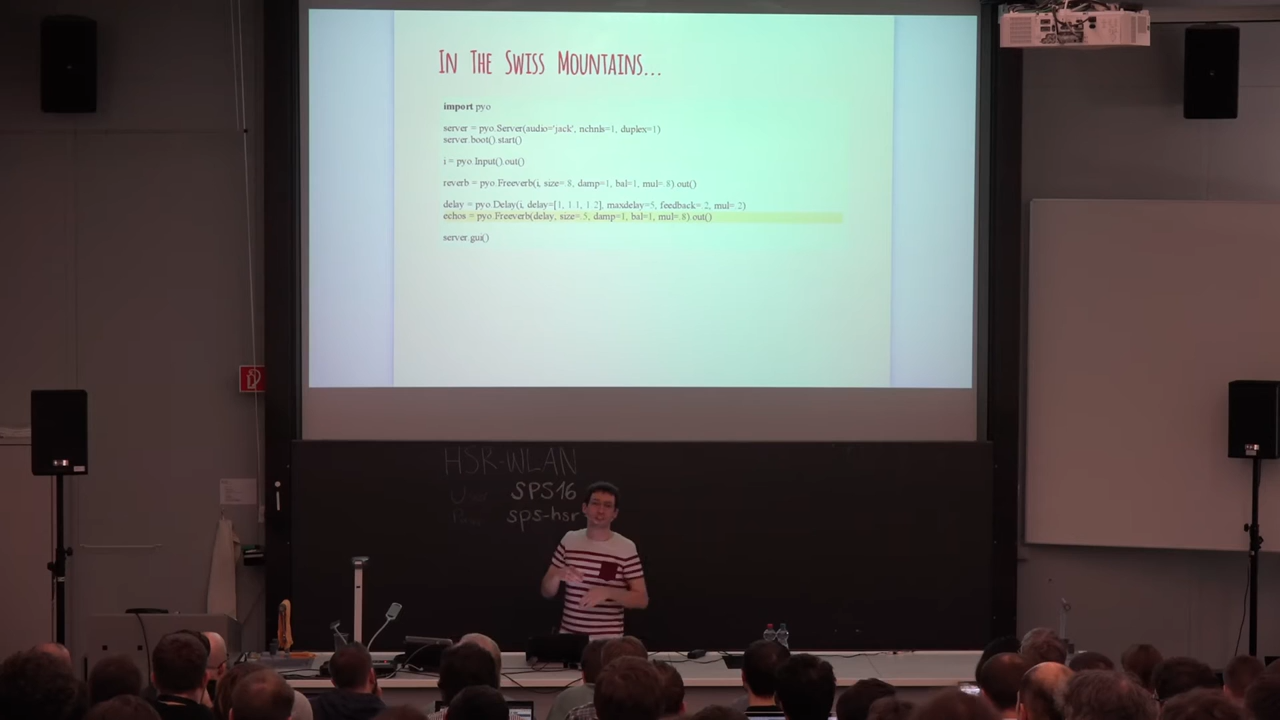 IN THE SWISS MOUNTAINS...
import pyo
server = pyo.Server(audio='jack', nchnls=1, duplex=1)
server.boot().start()
i = pyo.Input().out()
reverb = pyo.Freeverb(i, size=.8, damp=1, bal=1, mul=.8).out()
delay = pyo.Delay(i, delay=[1, 1.1, 1.2], maxdelay=5, feedback=.2, mul=.2)
echos = pyo.Freeverb(delay, size=.5, damp=1, bal=1, mul=.8).out()
server.gui()
HSR-WLAN
SPS16
sps-hsr